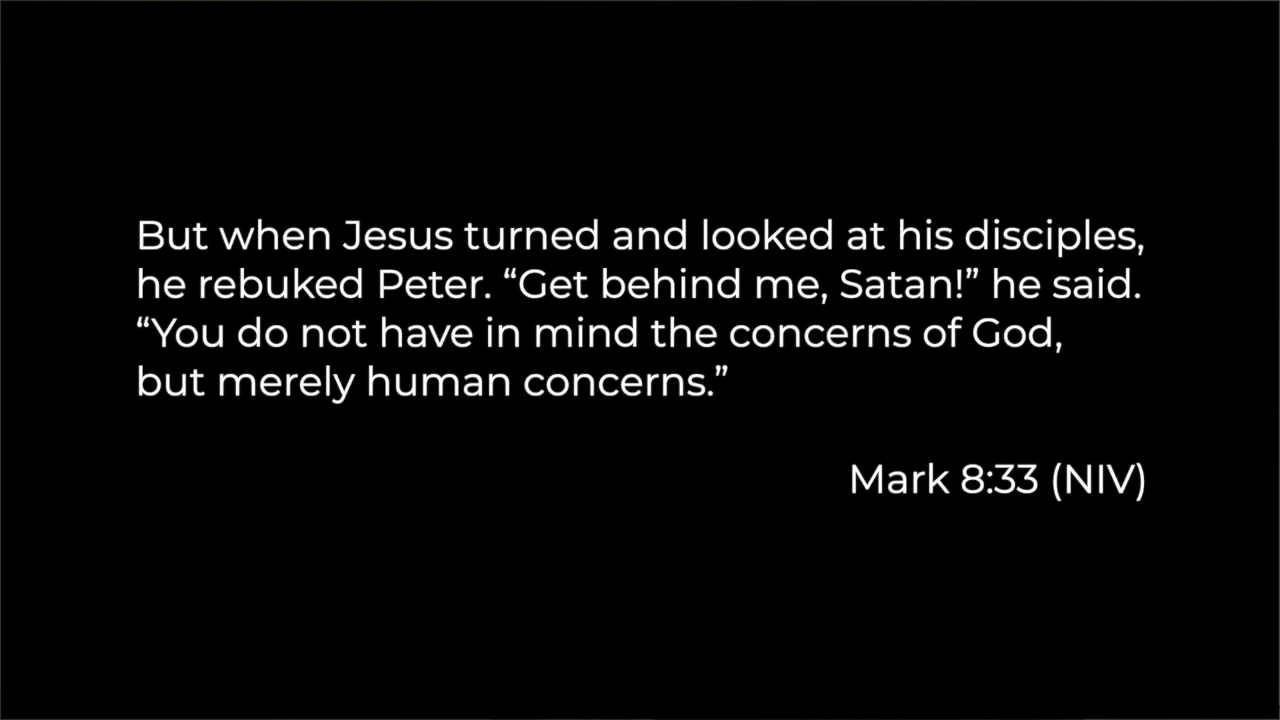 But when Jesus turned and looked at his disciples,
he rebuked Peter. “Get behind me, Satan!” he said.
“You do not have in mind the concerns of God,
but merely human concerns.”
Mark 8:33 (NIV)